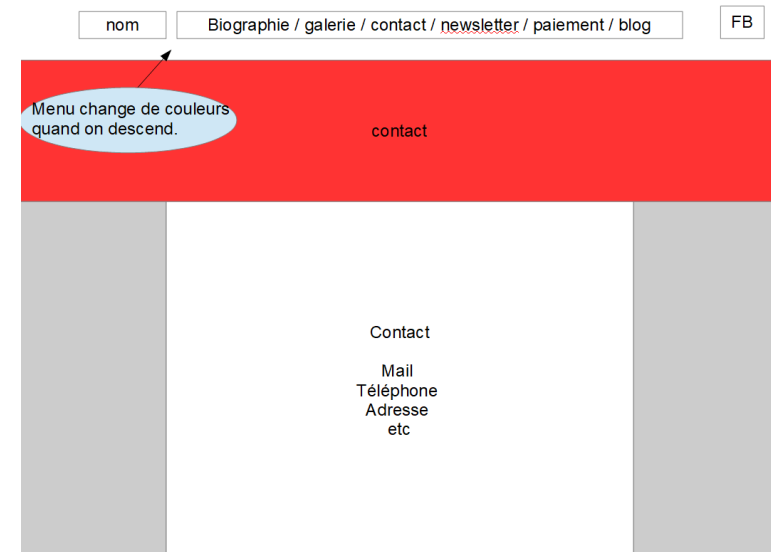 nom
Biographie / galerie / contact / newsletter / paiement / blog
FB
Menu change de couleurs
quand on descend.
contact
Contact
Mail
Téléphone
Adresse
etc